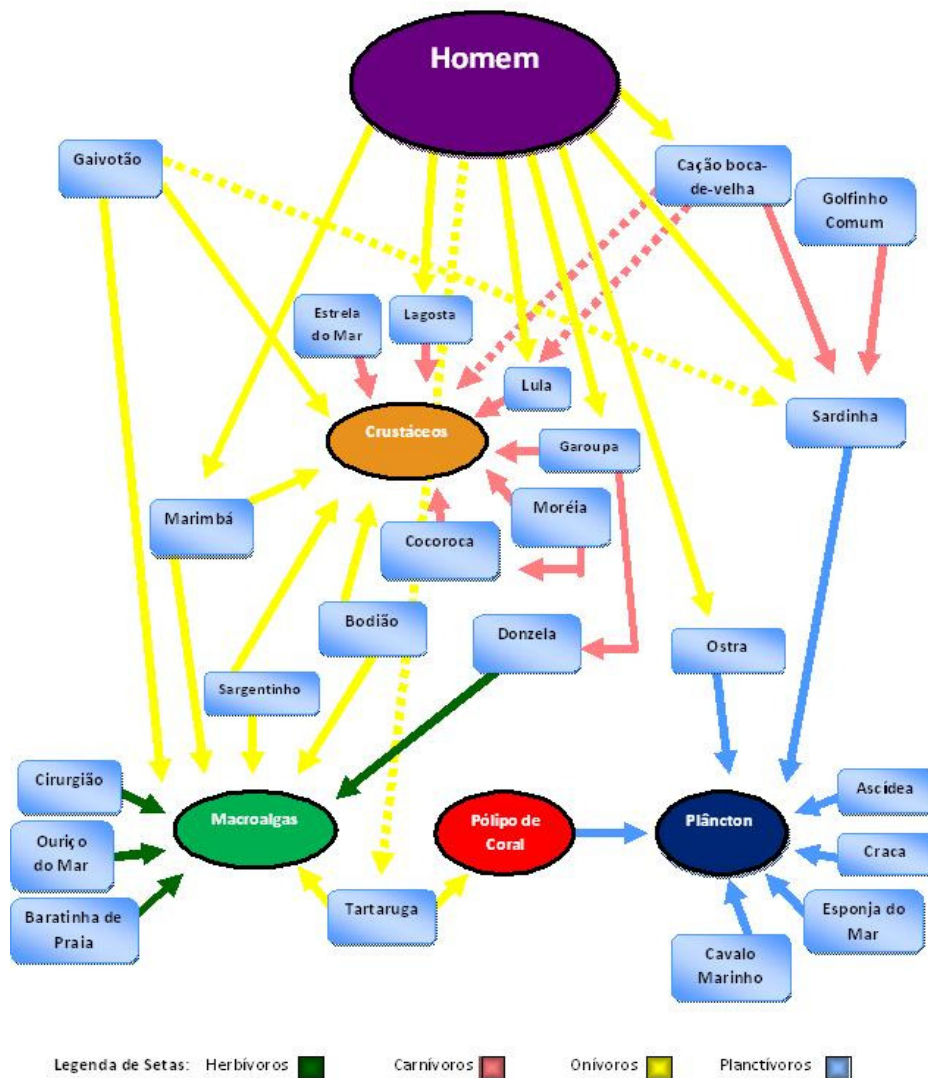 Homem
Gaivotão
Cação boca-
de-velha
Golfinho
Comum
Estrela
do Mar
Lagosta
Lula
Sardinha
Crustáceos
Garoupa
Marimbá
Moréia
Cocoroca
Bodião
Donzela
Ostra
Sargentinho
Cirurgião
Macroalgas
Pólipo de
Coral
Plâncton
Ascídea
Ouriço
do Mar
Craca
Baratinha de
Praia
Tartaruga
Esponja do
Mar
Cavalo
Marinho
Legenda de Setas: Herbívoros Carnívoros Onívoros Planctívoros